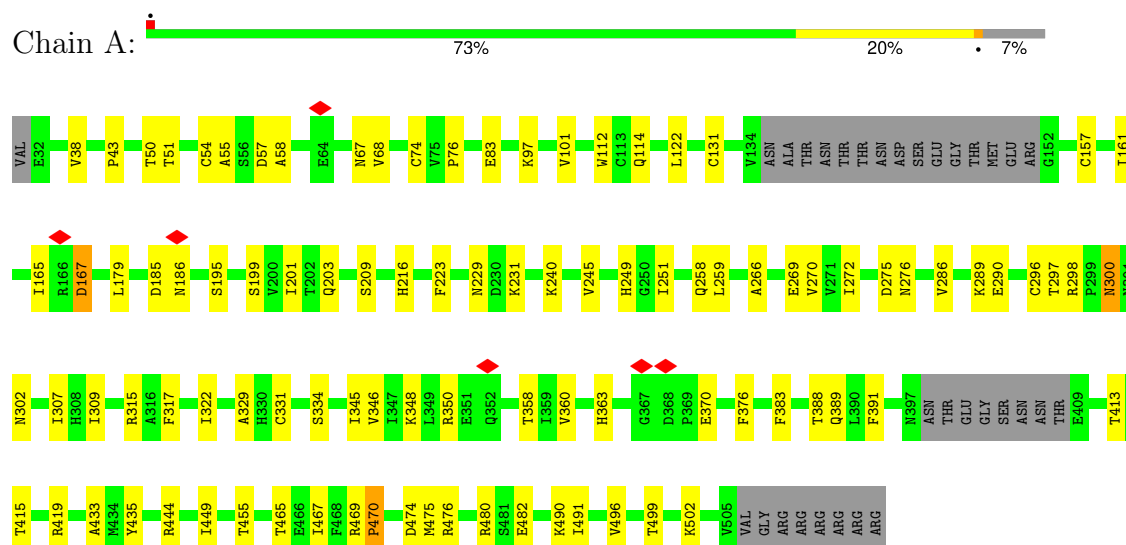 Chain A:
73% 20% • 7%
VAL E32 V38 P43 T50 T51 C54 A55 S56 D57 A58 E64 N67 V68 C74 V75 P76 E83 K97 V101 W112 C113 Q114 L122 C131 V134 ASN ALA THR ASN THR THR ASN ASP SER GLU GLY THR MET GLU ARG G152 C157 I161
I165 R166 D167 L179 D185 N186 S195 S199 V200 I201 T202 Q203 S209 H216 F223 N229 D230 K231 K240 V245 H249 G250 I251 Q258 L259 A266 E269 V270 V271 I272 D275 N276 V286 K289 E290 C296 T297 R298 P299 N300
N302 I307 H308 I309 R315 A316 F317 I322 A329 H330 C331 S334 I345 V346 I347 K348 L349 R350 E351 Q352 T358 I359 V360 H363 G367 D368 P369 E370 F376 F383 T388 Q389 L390 F391 N397 ASN THR GLU GLY SER ASN ASN THR E409 T413
T415 R419 A433 M434 Y435 R444 I449 T455 T465 E466 I467 F468 R469 P470 D474 M475 R476 R480 S481 E482 K490 I491 V496 T499 K502 V505 VAL GLY ARG ARG ARG ARG ARG ARG